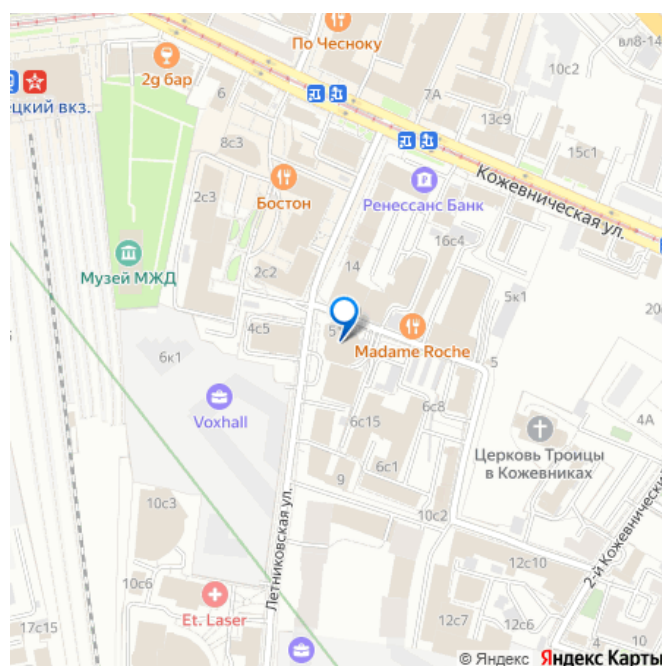 По Чесноку
вл8-14
2g бар
10с2
6
7А
13с9
ецкий вкз.
8с3
15с1
2с3
Бостон
Ренессанс Банк
Кожевническая ул.
16с4
Музей МЖД
2с2
14
5к1
20
4с5
Madame Roche
6к1
5
Voxhall
6с8
4А
6с15
Церковь Троицы
в Кожевниках
9
6с1
10с3
10с2
Летниковская ул.
2-й Кожевнический
12с10
10с6
Et. Laser
12с7
12с6
4
10
17с15
© Яндекс Яндекс Карты